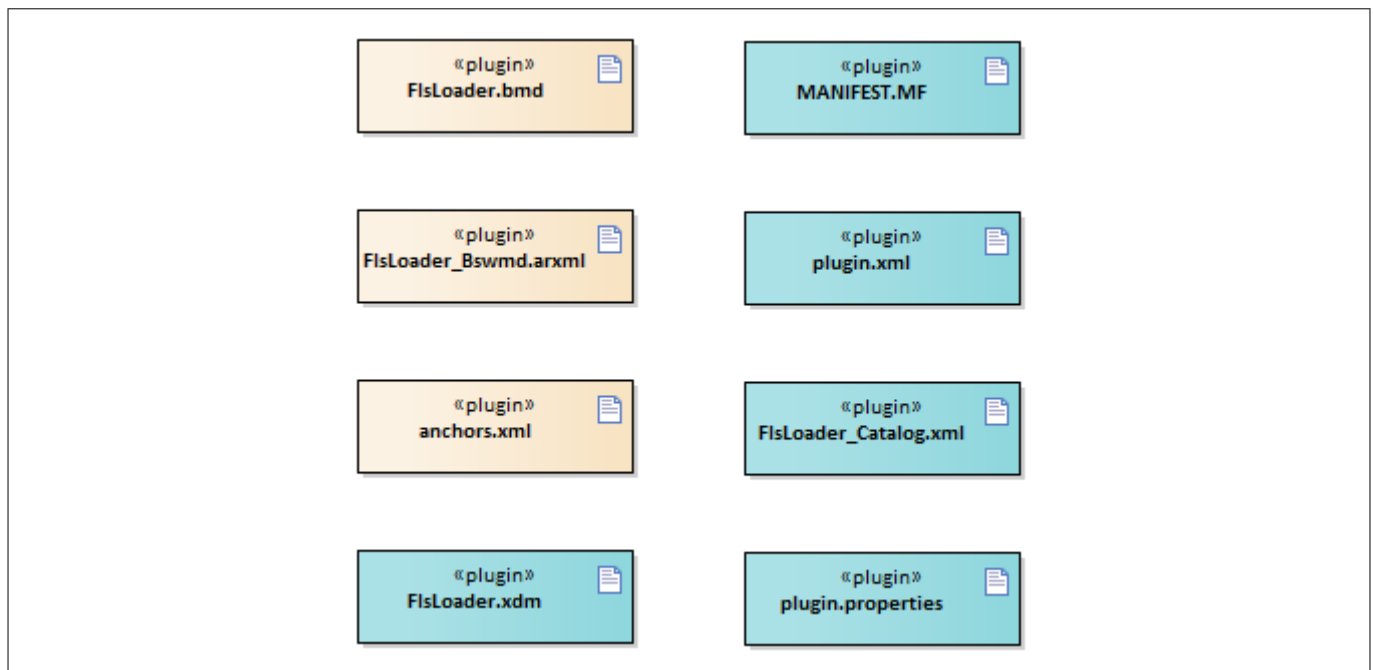 «plugin»
FlsLoader.bmd
«plugin»
MANIFEST.MF
«plugin»
FlsLoader_Bswmd.arxml
«plugin»
plugin.xml
«plugin»
anchors.xml
«plugin»
FlsLoader_Catalog.xml
«plugin»
FlsLoader.xdm
«plugin»
plugin.properties